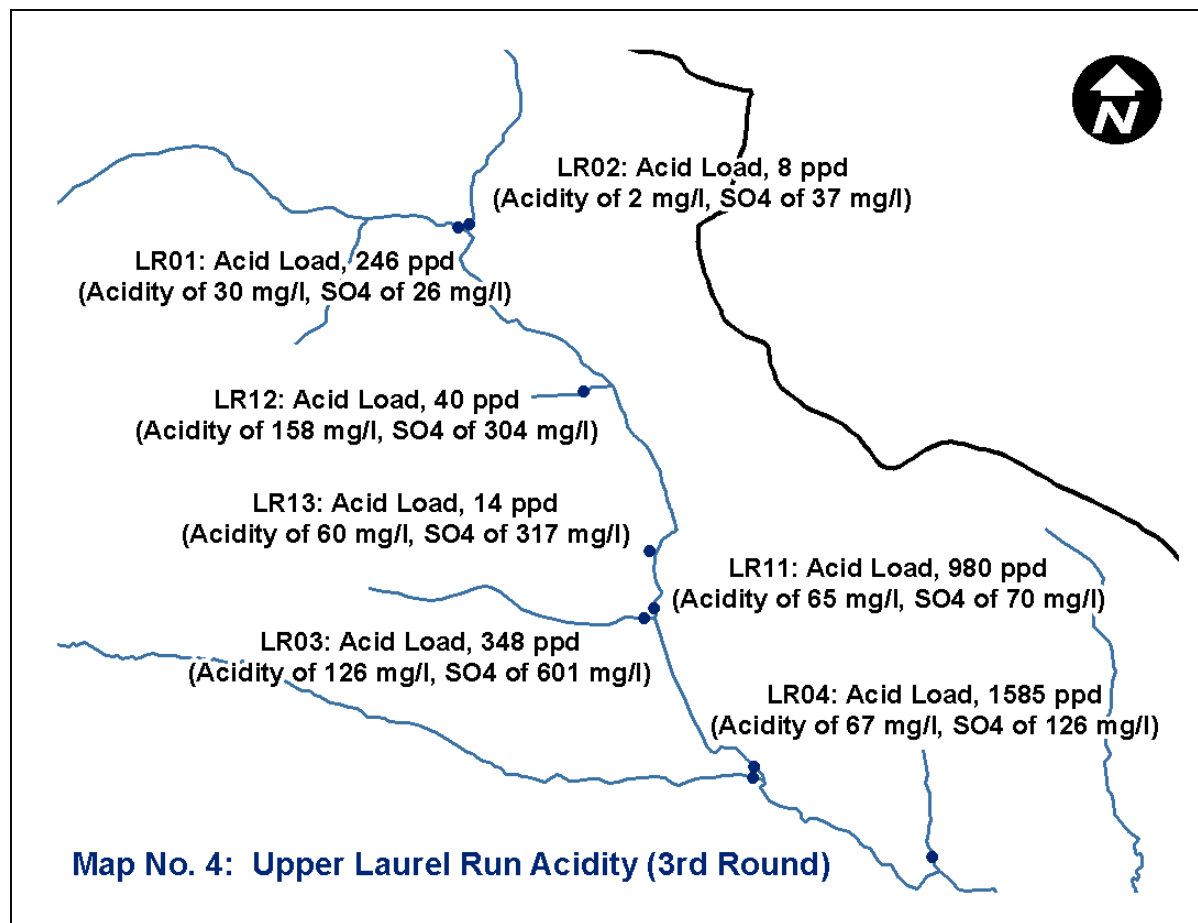 N
LR02: Acid Load, 8 ppd
(Acidity of 2 mg/l, SO4 of 37 mg/l)
LR01: Acid Load, 246 ppd
(Acidity of 30 mg/l, SO4 of 26 mg/l)
LR12: Acid Load, 40 ppd
(Acidity of 158 mg/l, SO4 of 304 mg/l)
LR13: Acid Load, 14 ppd
(Acidity of 60 mg/l, SO4 of 317 mg/l)
LR11: Acid Load, 980 ppd
(Acidity of 65 mg/l, SO4 of 70 mg/l)
LR03: Acid Load, 348 ppd
(Acidity of 126 mg/l, SO4 of 601 mg/l)
LR04: Acid Load, 1585 ppd
(Acidity of 67 mg/l, SO4 of 126 mg/l)
Map No. 4: Upper Laurel Run Acidity (3rd Round)